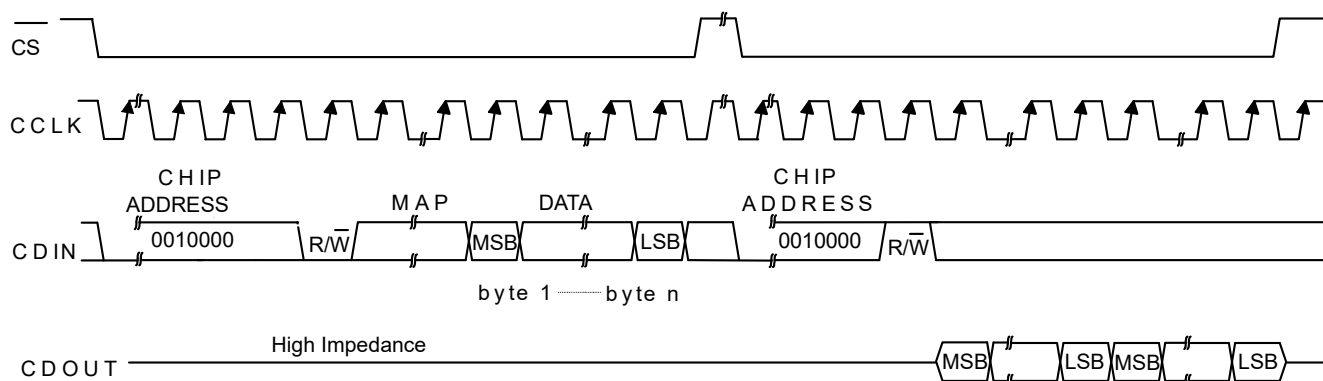 CS
CCLK
CHIP
ADDRESS
MAP
DATA
CHIP
ADDRESS
CDIN
0010000
R/W
MSB
LSB
0010000
R/W
byte 1
byte n
High Impedance
CDOUT
MSB
LSB
MSB
LSB